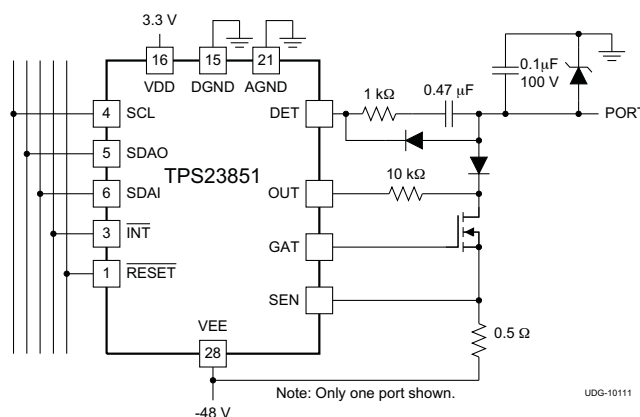 3.3 V
16
15
21
VDD
DGND
AGND
4
SCL
DET
1 kΩ
0.47 μF
0.1μF
100 V
PORT
5
SDAO
TPS23851
6
SDAI
OUT
10 kΩ
3
INT
GAT
1
RESET
SEN
VEE
28
0.5 Ω
Note: Only one port shown.
-48 V
UDG-10111